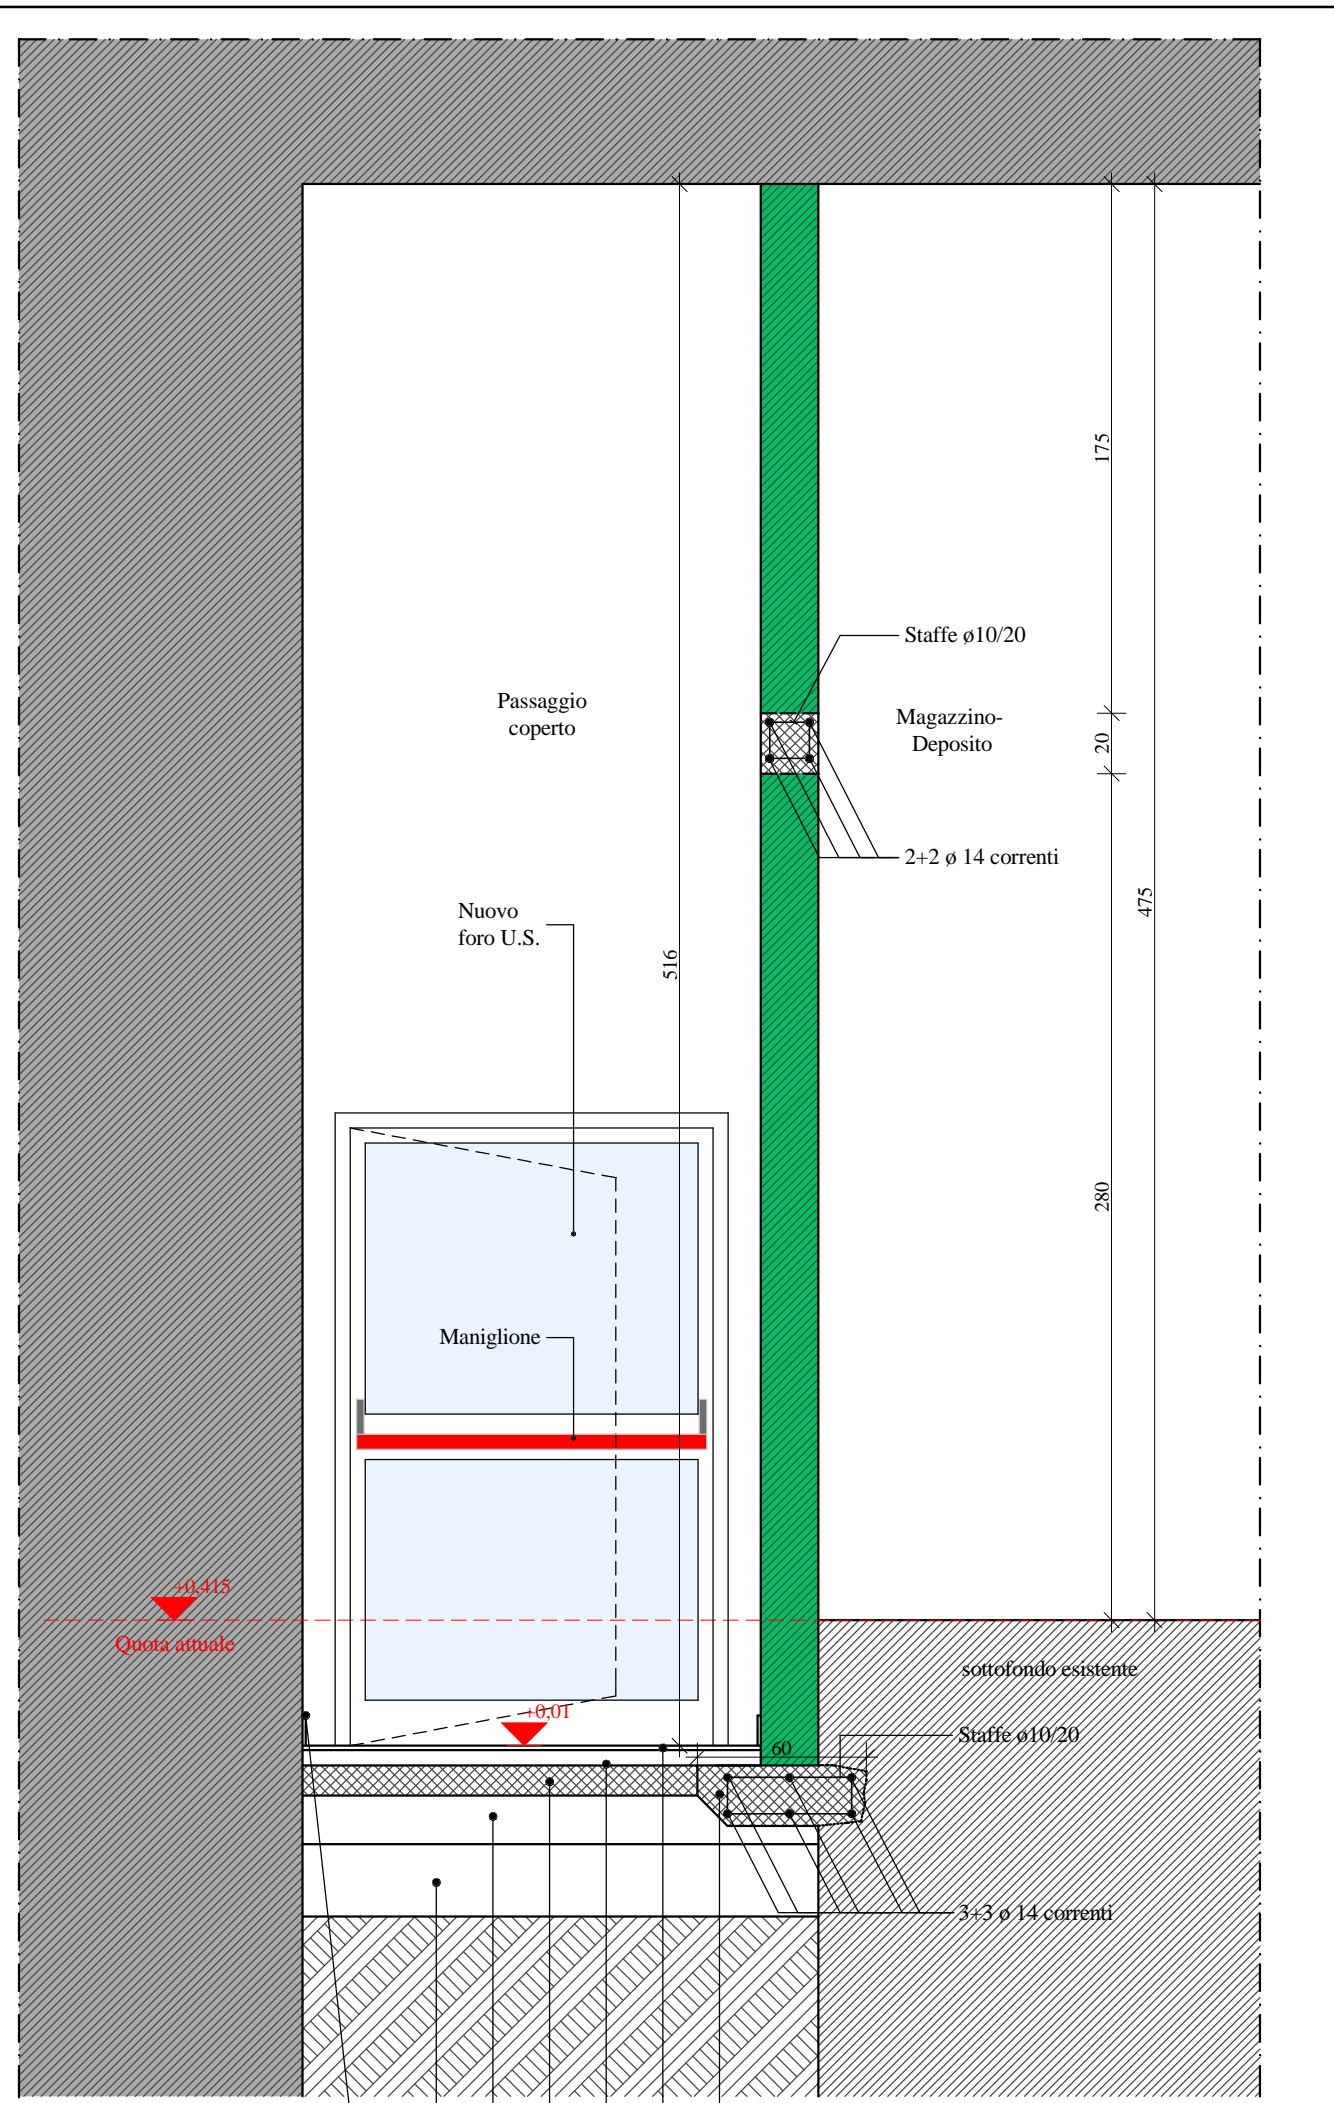 175
Staffe ø10/20
Passaggio
coperto
Magazzino-
Deposito
20
2+2 ø 14 correnti
475
Nuovo
foro U.S.
516
280
Maniglione
+0,415
Quota attuale
sottofondo esistente
+0,01
Staffe ø10/20
60
3+3 ø 14 correnti